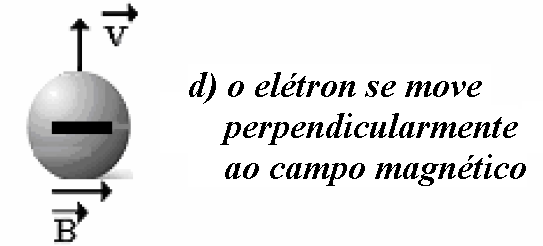 V
d) o elétron se move
perpendicularmente
ao campo magnético
B